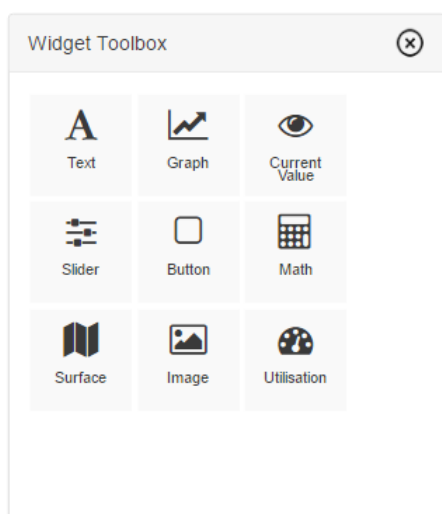 Widget Toolbox
Text
Graph
Current
Value
Slider
Button
Math
Surface
Image
Utilisation